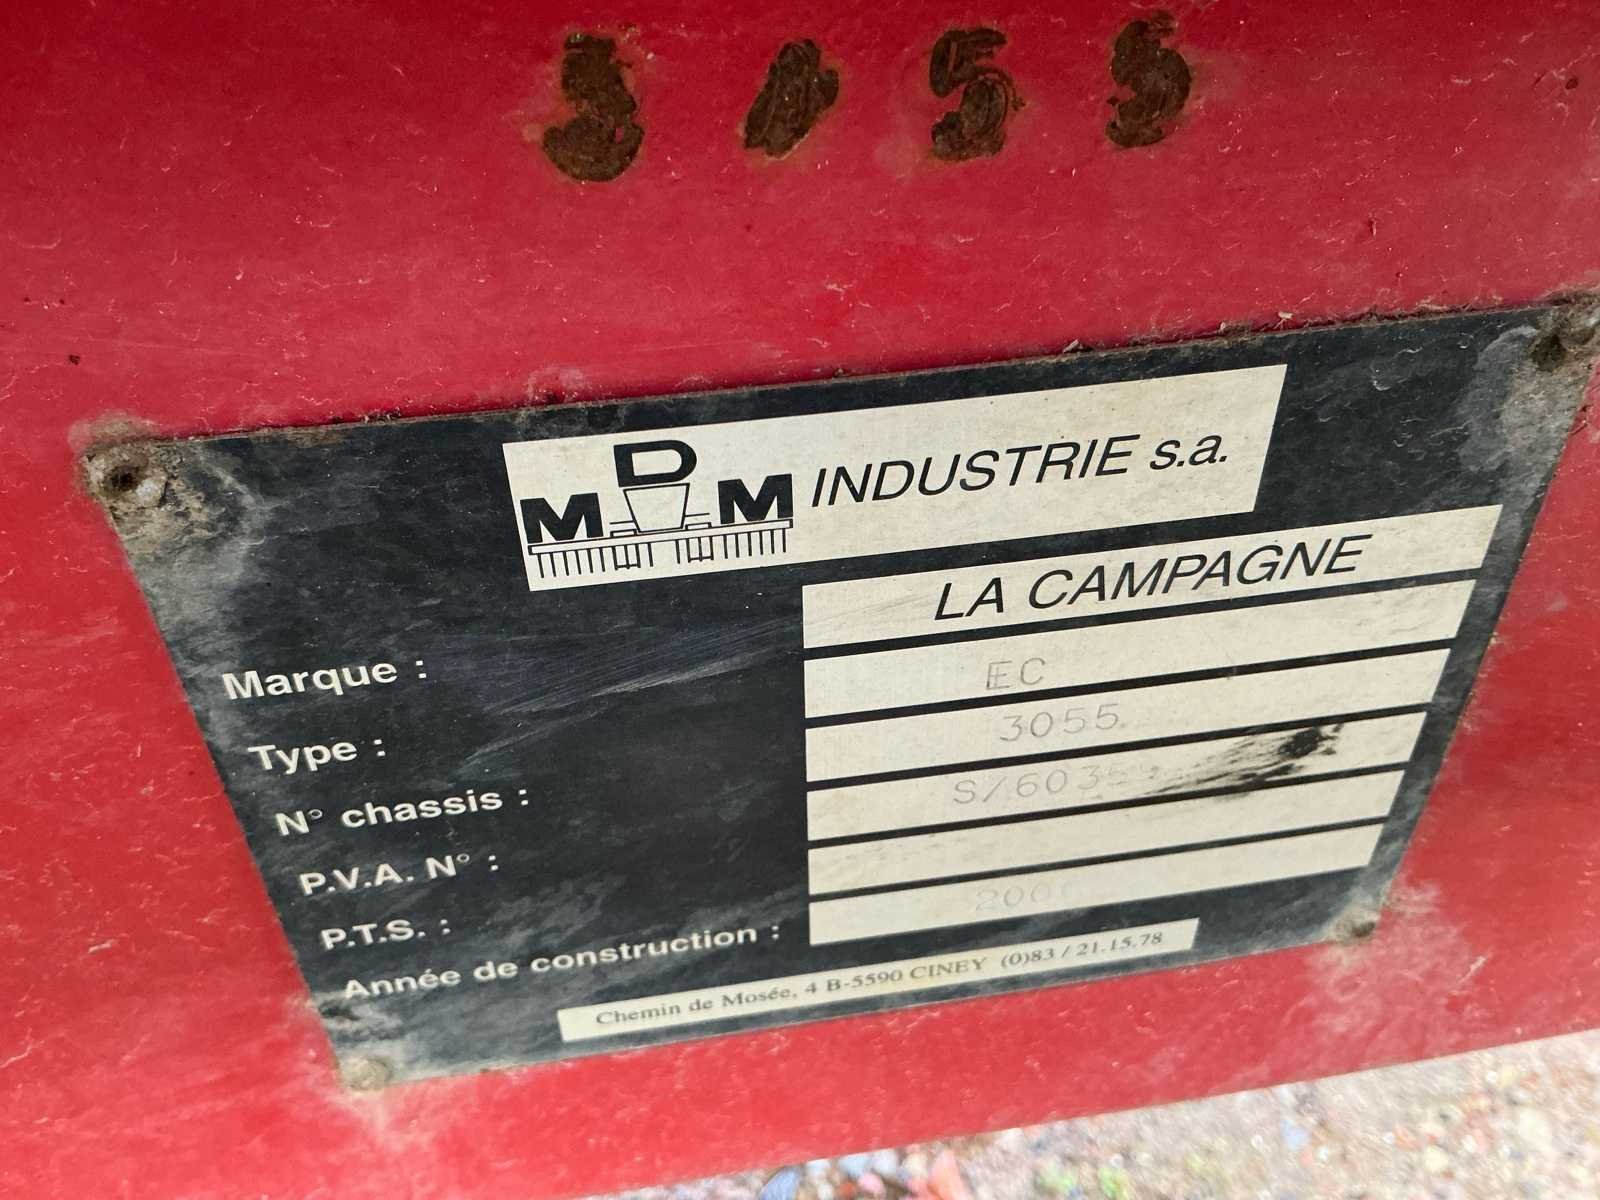 3055
MDM INDUSTRIE s.a.
Marque : LA CAMPAGNE
Type : EC
N° chassis : 3055
P.V.A. N° :
P.T.S. :
Année de construction :
Chemin de Mosée, 4 B-5590 CINEY (0)83 / 21.15.78